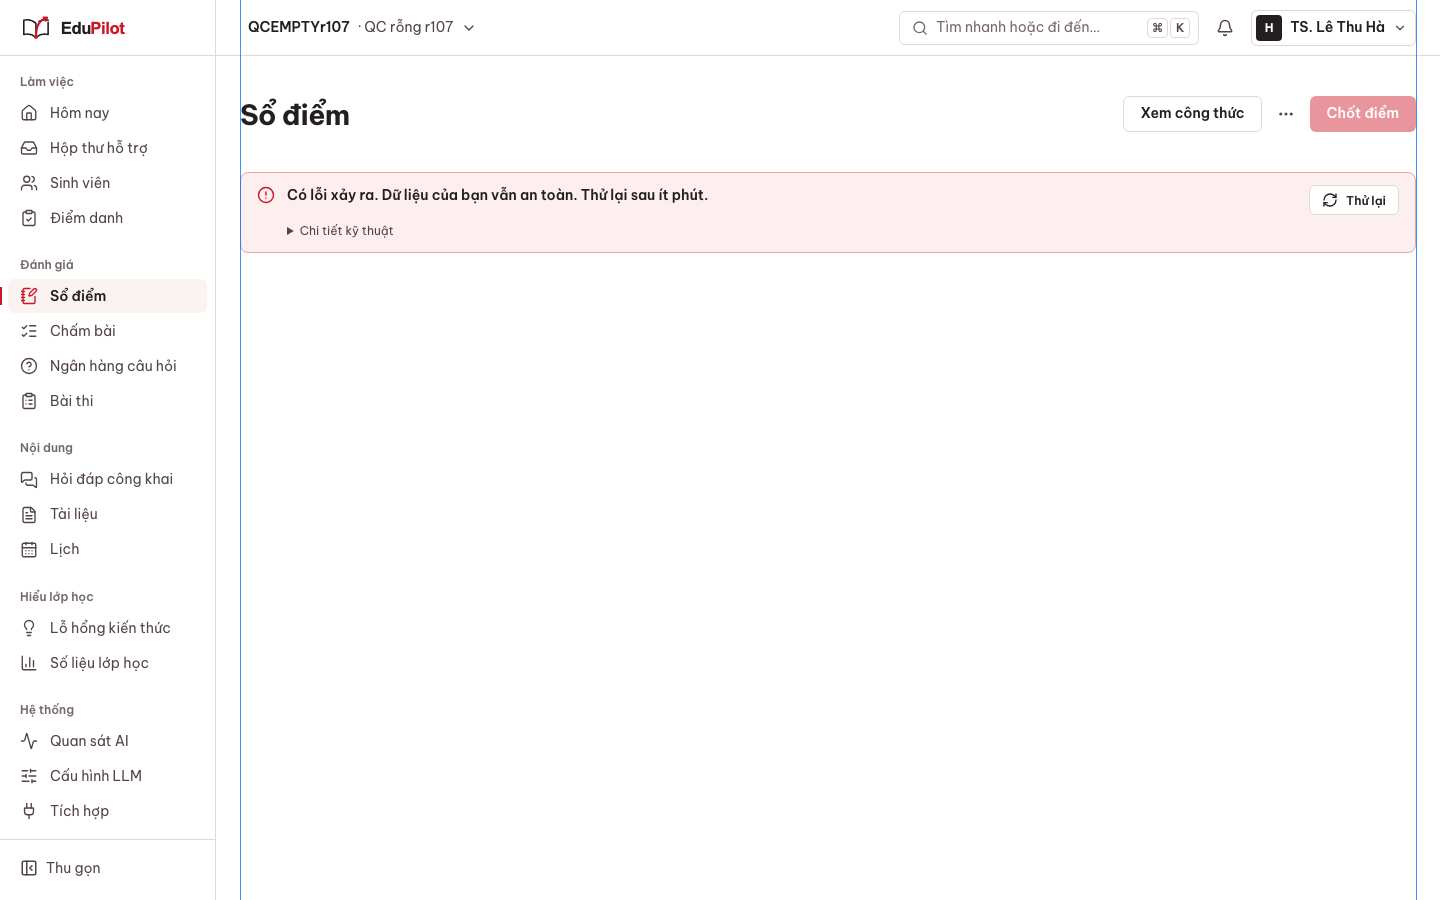 EduPilot
QCEMPTYr107 · QC rỗng r107
Tìm nhanh hoặc đi đến...
⌘ K
H TS. Lê Thu Hà
Làm việc
Hôm nay
Hộp thư hỗ trợ
Sinh viên
Điểm danh
Đánh giá
Sổ điểm
Chấm bài
Ngân hàng câu hỏi
Bài thi
Nội dung
Hỏi đáp công khai
Tài liệu
Lịch
Hiểu lớp học
Lỗ hổng kiến thức
Số liệu lớp học
Hệ thống
Quan sát AI
Cấu hình LLM
Tích hợp
Thu gọn
Sổ điểm
Xem công thức
Chốt điểm
Có lỗi xảy ra. Dữ liệu của bạn vẫn an toàn. Thử lại sau ít phút.
Thử lại
Chi tiết kỹ thuật